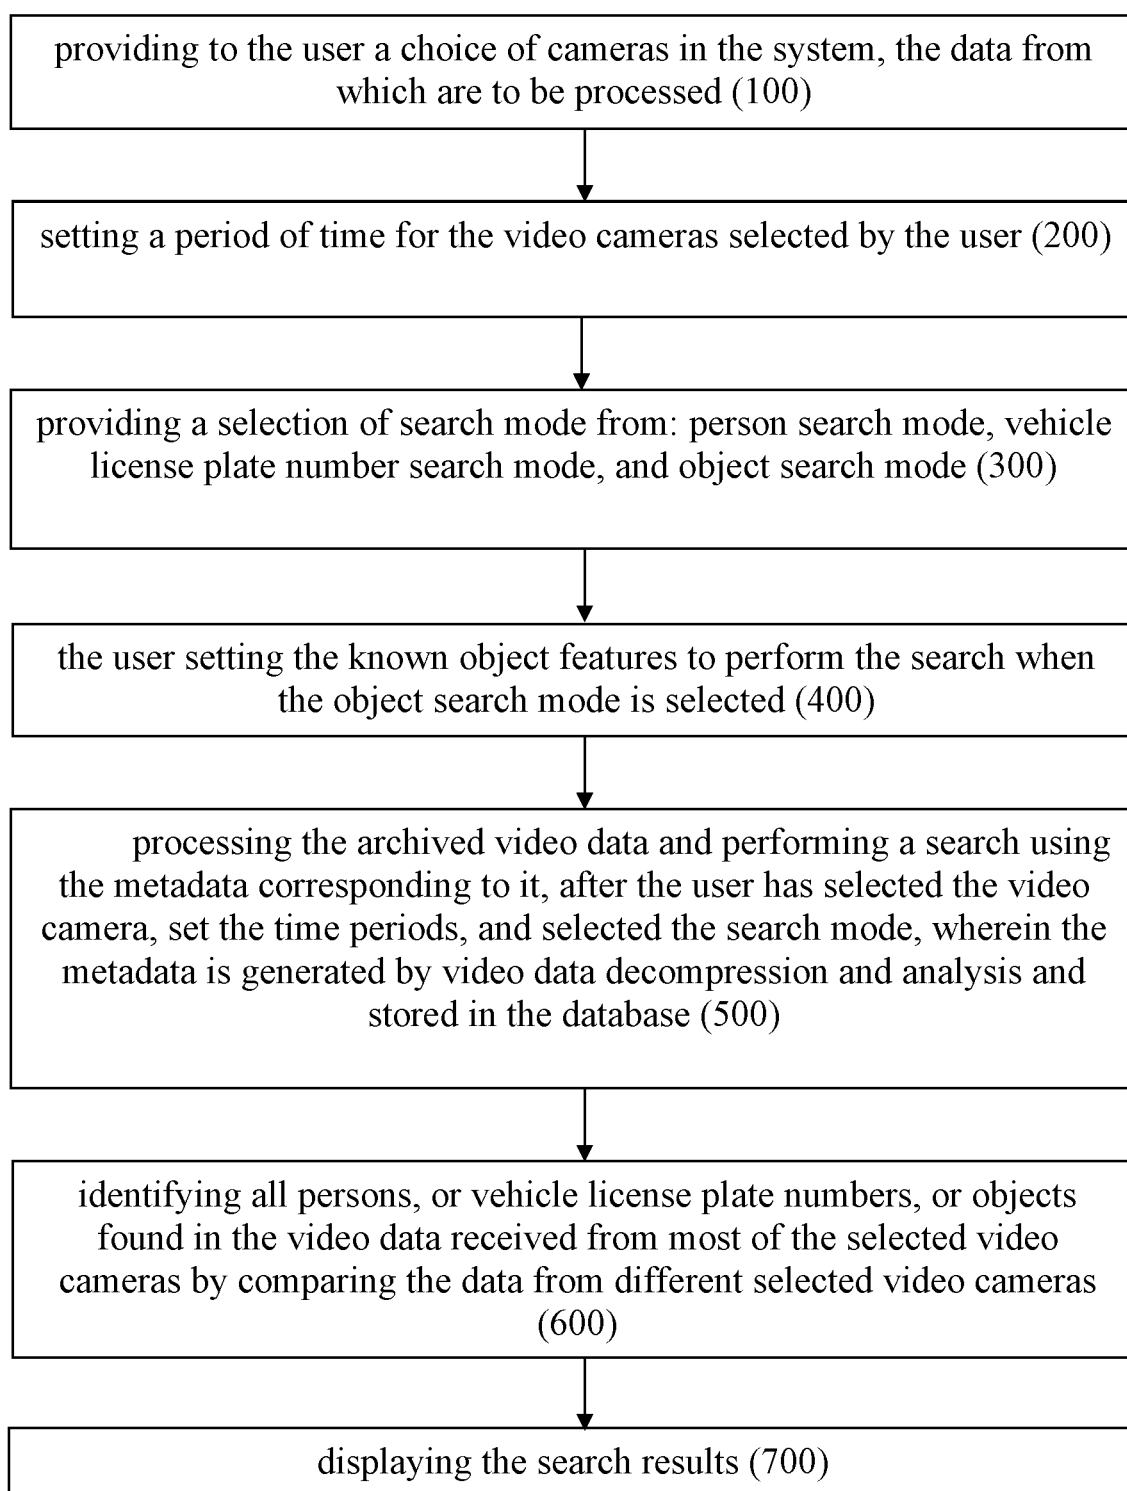 providing to the user a choice of cameras in the system, the data from
which are to be processed (100)
setting a period of time for the video cameras selected by the user (200)
providing a selection of search mode from: person search mode, vehicle
license plate number search mode, and object search mode (300)
the user setting the known object features to perform the search when
the object search mode is selected (400)
processing the archived video data and performing a search using
the metadata corresponding to it, after the user has selected the video
camera, set the time periods, and selected the search mode, wherein the
metadata is generated by video data decompression and analysis and
stored in the database (500)
identifying all persons, or vehicle license plate numbers, or objects
found in the video data received from most of the selected video
cameras by comparing the data from different selected video cameras
(600)
displaying the search results (700)